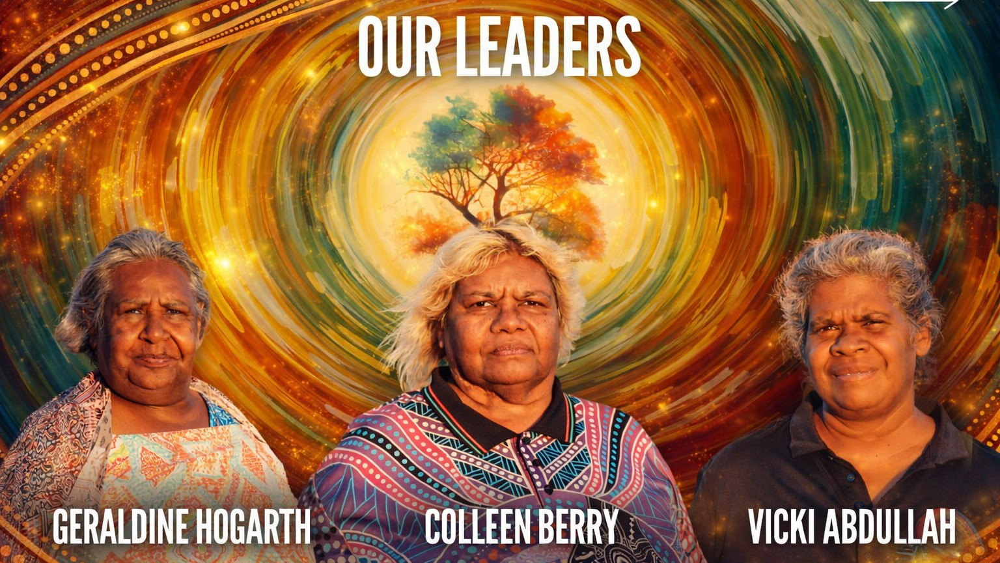 OUR LEADERS
GERALDINE HOGARTH
COLLEEN BERRY
VICKI ABDULLAH